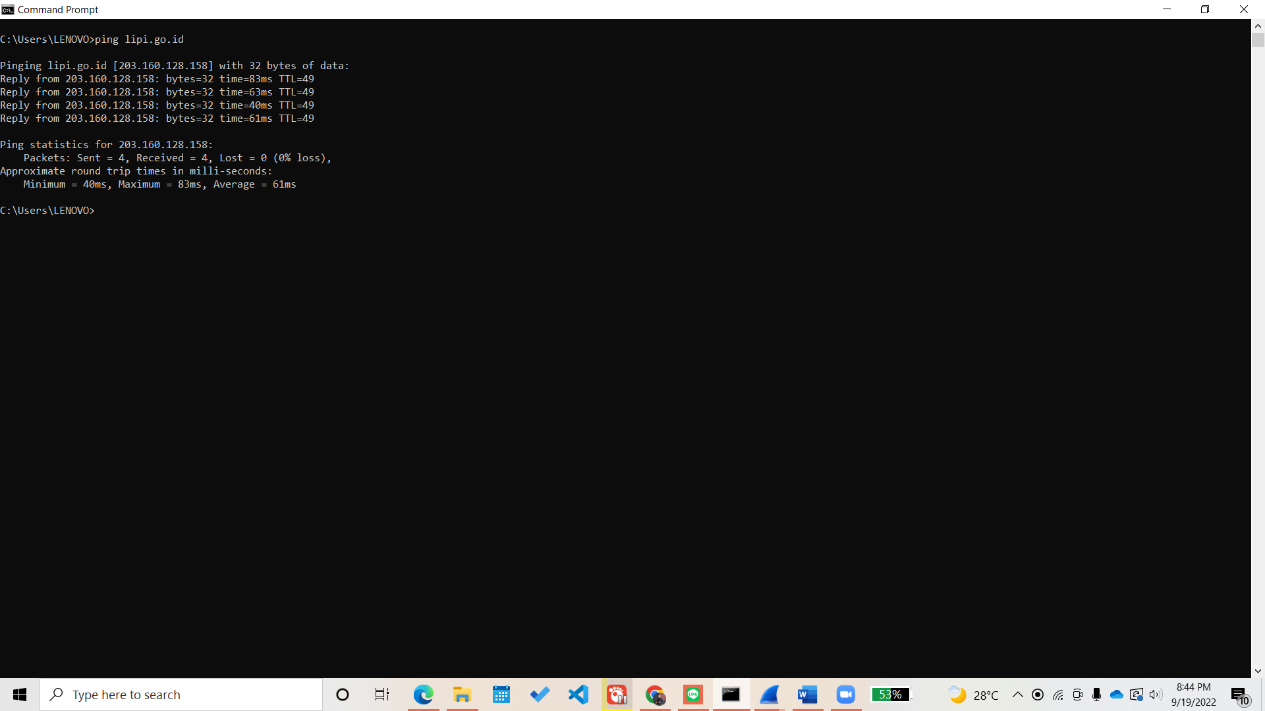 Command Prompt
C:\Users\LENOVO>ping lipi.go.id
Pinging lipi.go.id [203.160.128.158] with 32 bytes of data:
Reply from 203.160.128.158: bytes=32 time=83ms TTL=49
Reply from 203.160.128.158: bytes=32 time=63ms TTL=49
Reply from 203.160.128.158: bytes=32 time=40ms TTL=49
Reply from 203.160.128.158: bytes=32 time=61ms TTL=49
Ping statistics for 203.160.128.158:
    Packets: Sent = 4, Received = 4, Lost = 0 (0% loss),
Approximate round trip times in milli-seconds:
    Minimum = 40ms, Maximum = 83ms, Average = 61ms
C:\Users\LENOVO>
Type here to search
53%
28°C
8:44 PM
9/19/2022
10